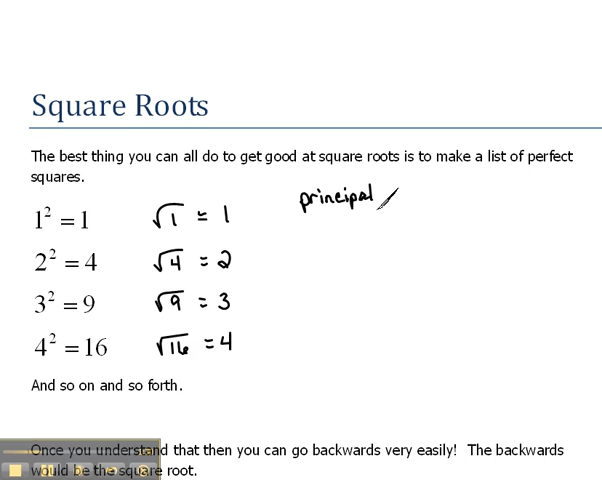 Square Roots
The best thing you can all do to get good at square roots is to make a list of perfect
squares.
principal
1² = 1 √1 = 1
2² = 4 √4 = 2
3² = 9 √9 = 3
4² = 16 √16 = 4
And so on and so forth.
Once you understand that then you can go backwards very easily! The backwards
would be the square root.